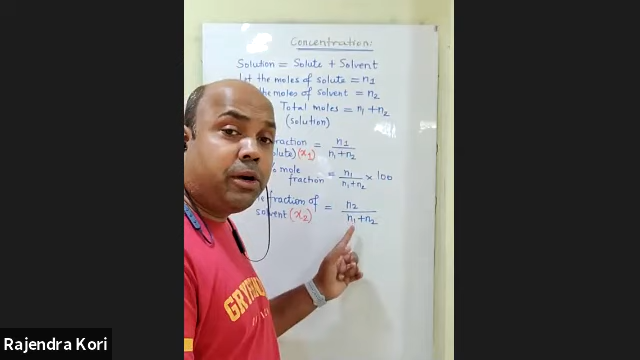 Concentration:
Solution = Solute + Solvent
Let the moles of solute = n1
the moles of solvent = n2
Total moles = n1 + n2
(solution)
fraction = n1
(x1) n1+n2
% mole
fraction = n1 × 100
n1+n2
fraction of = n2
solvent (x2) n1+n2
Rajendra Kori